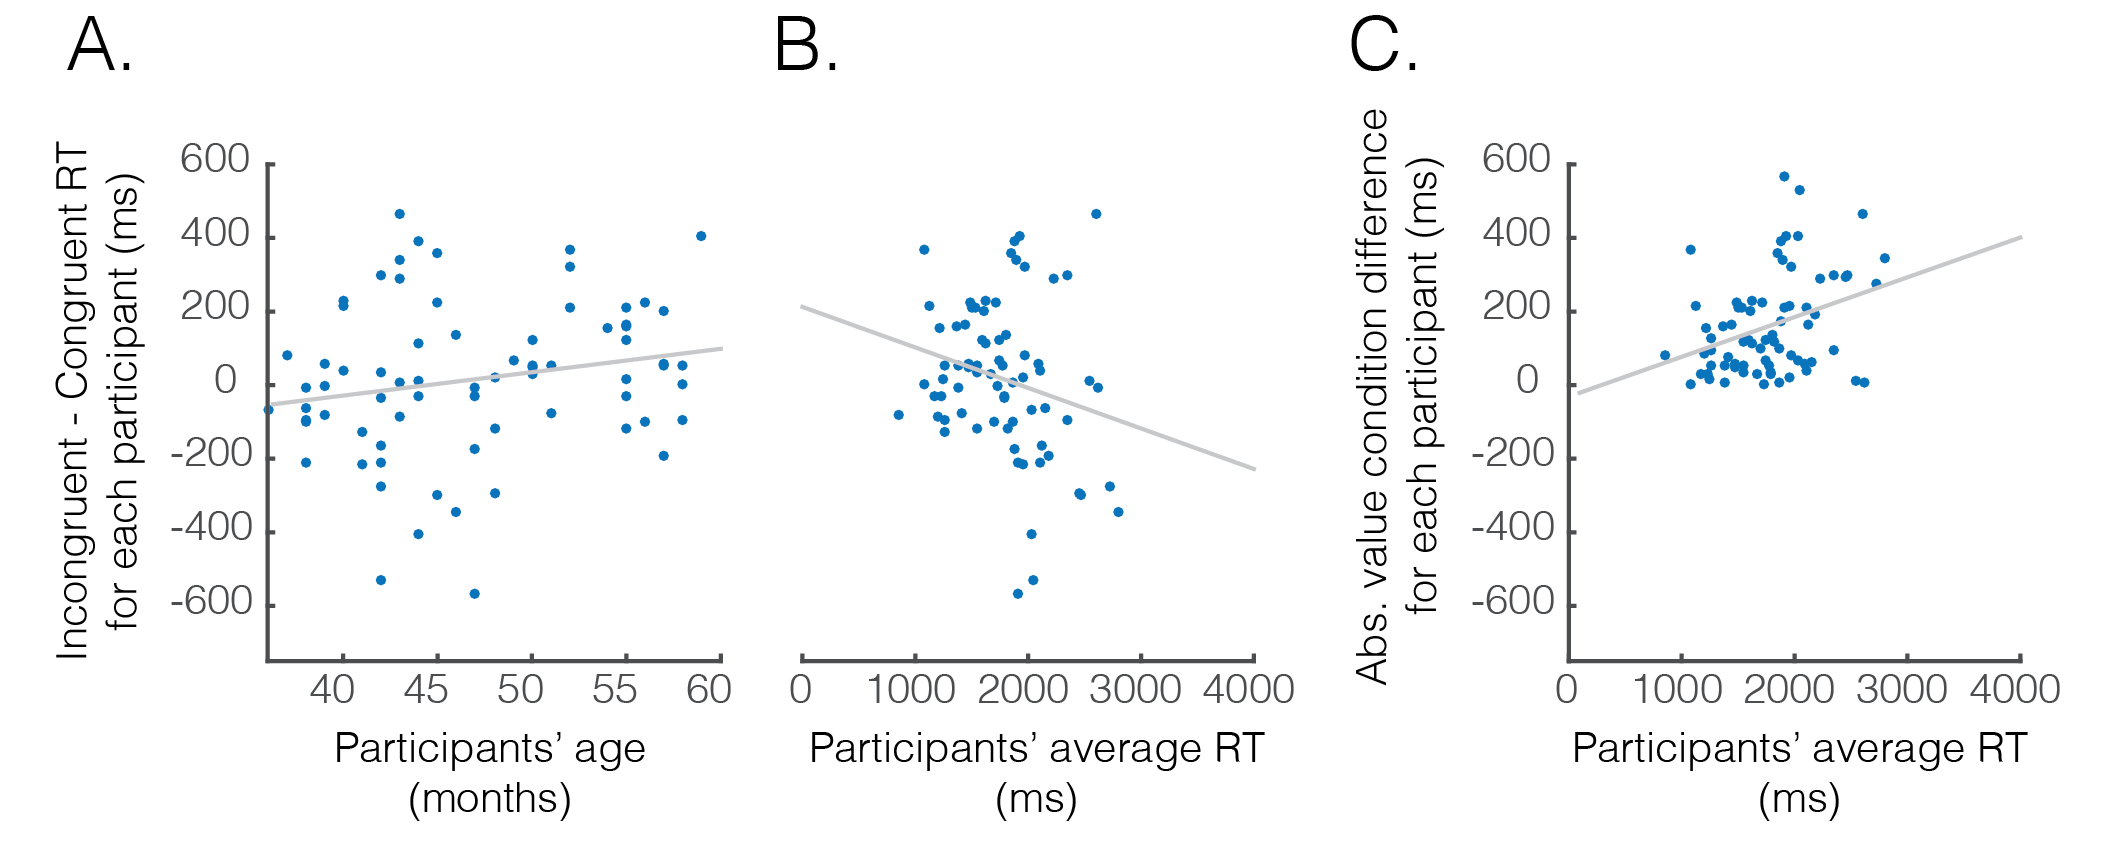 A.
Incongruent - Congruent RT
for each participant (ms)
600
400
200
0
-200
-400
-600
40 45 50 55 60
Participants’ age
(months)
B.
0 1000 2000 3000 4000
Participants’ average RT
(ms)
C.
Abs. value condition difference
for each participant (ms)
600
400
200
0
-200
-400
-600
0 1000 2000 3000 4000
Participants’ average RT
(ms)